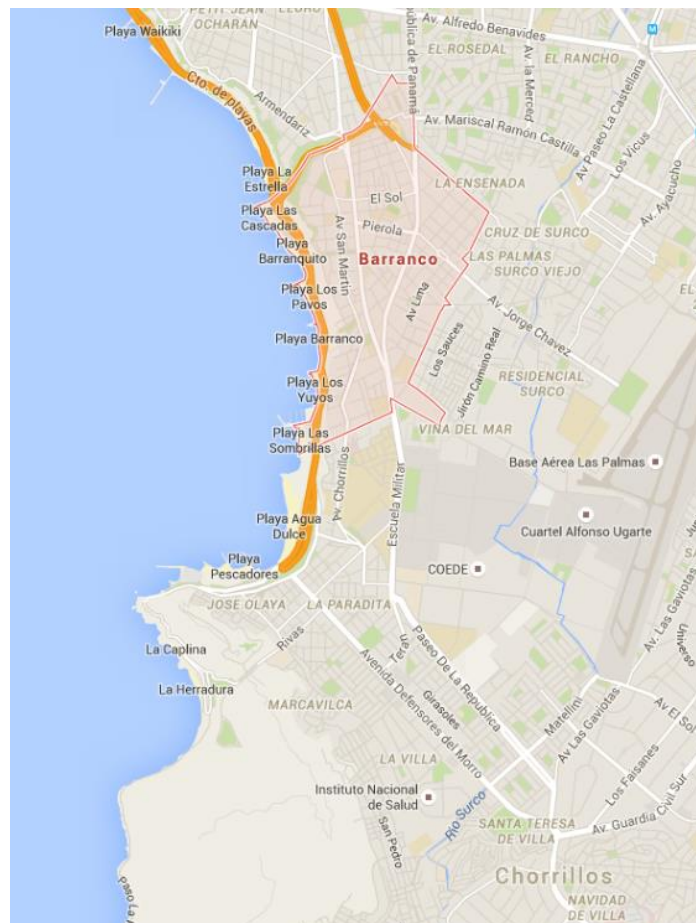 PETIT JEAN
OCHARAN
Playa Waikiki
Cto. de playas
Armendariz
Av. Alfredo Benavides
EL ROSEDAL
Av. la Merced
EL RANCHO
M
Av. Mariscal Ramón Castilla
Av Paseo La Castellana
Los Vicus
Av. Ayacucho
Playa La
Estrella
LA ENSENADA
El Sol
Playa Las
Cascadas
Av San Martin
Pierola
CRUZ DE SURCO
Playa
Barranquito
Barranco
LAS PALMAS
SURCO VIEJO
Playa Los
Pavos
Av Lima
Av. Jorge Chavez
Playa Barranco
Los Sauces
Jirón Camino Real
Playa Los
Yuyos
RESIDENCIAL
SURCO
Playa Las
Sombrillas
VIÑA DEL MAR
Base Aérea Las Palmas
Av. Chorrillos
Escuela Militar
Playa Agua
Dulce
Cuartel Alfonso Ugarte
Playa
Pescadores
COEDE
Av. Las Gaviotas
JOSE OLAYA
LA PARADITA
Rivas
La Caplina
Paseo De La Republica
Avenida Defensores del Morro
La Herradura
Girasoles
MARCAVILCA
Matellini
Av Las Gaviotas
Av El Sol
LA VILLA
Los Faisanes
Instituto Nacional
de Salud
Rio Surco
San Pedro
SANTA TERESA
DE VILLA
Av. Guardia Civil Sur
Chorrillos
NAVIDAD
DE VILLA